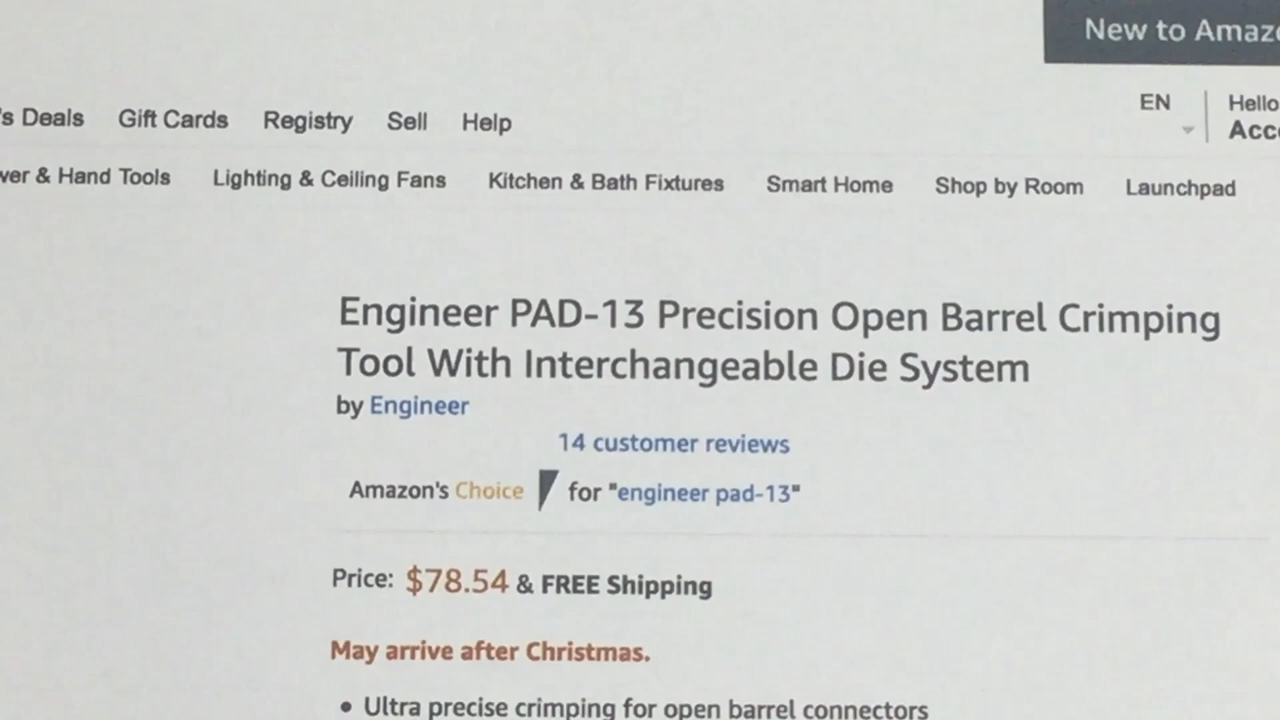 New to Amaz
's Deals Gift Cards Registry Sell Help
EN
Hello
Acc
& Hand Tools Lighting & Ceiling Fans Kitchen & Bath Fixtures Smart Home Shop by Room Launchpad
Engineer PAD-13 Precision Open Barrel Crimping
Tool With Interchangeable Die System
by Engineer
14 customer reviews
Amazon's Choice for "engineer pad-13"
Price: $78.54 & FREE Shipping
May arrive after Christmas.
• Ultra precise crimping for open barrel connectors